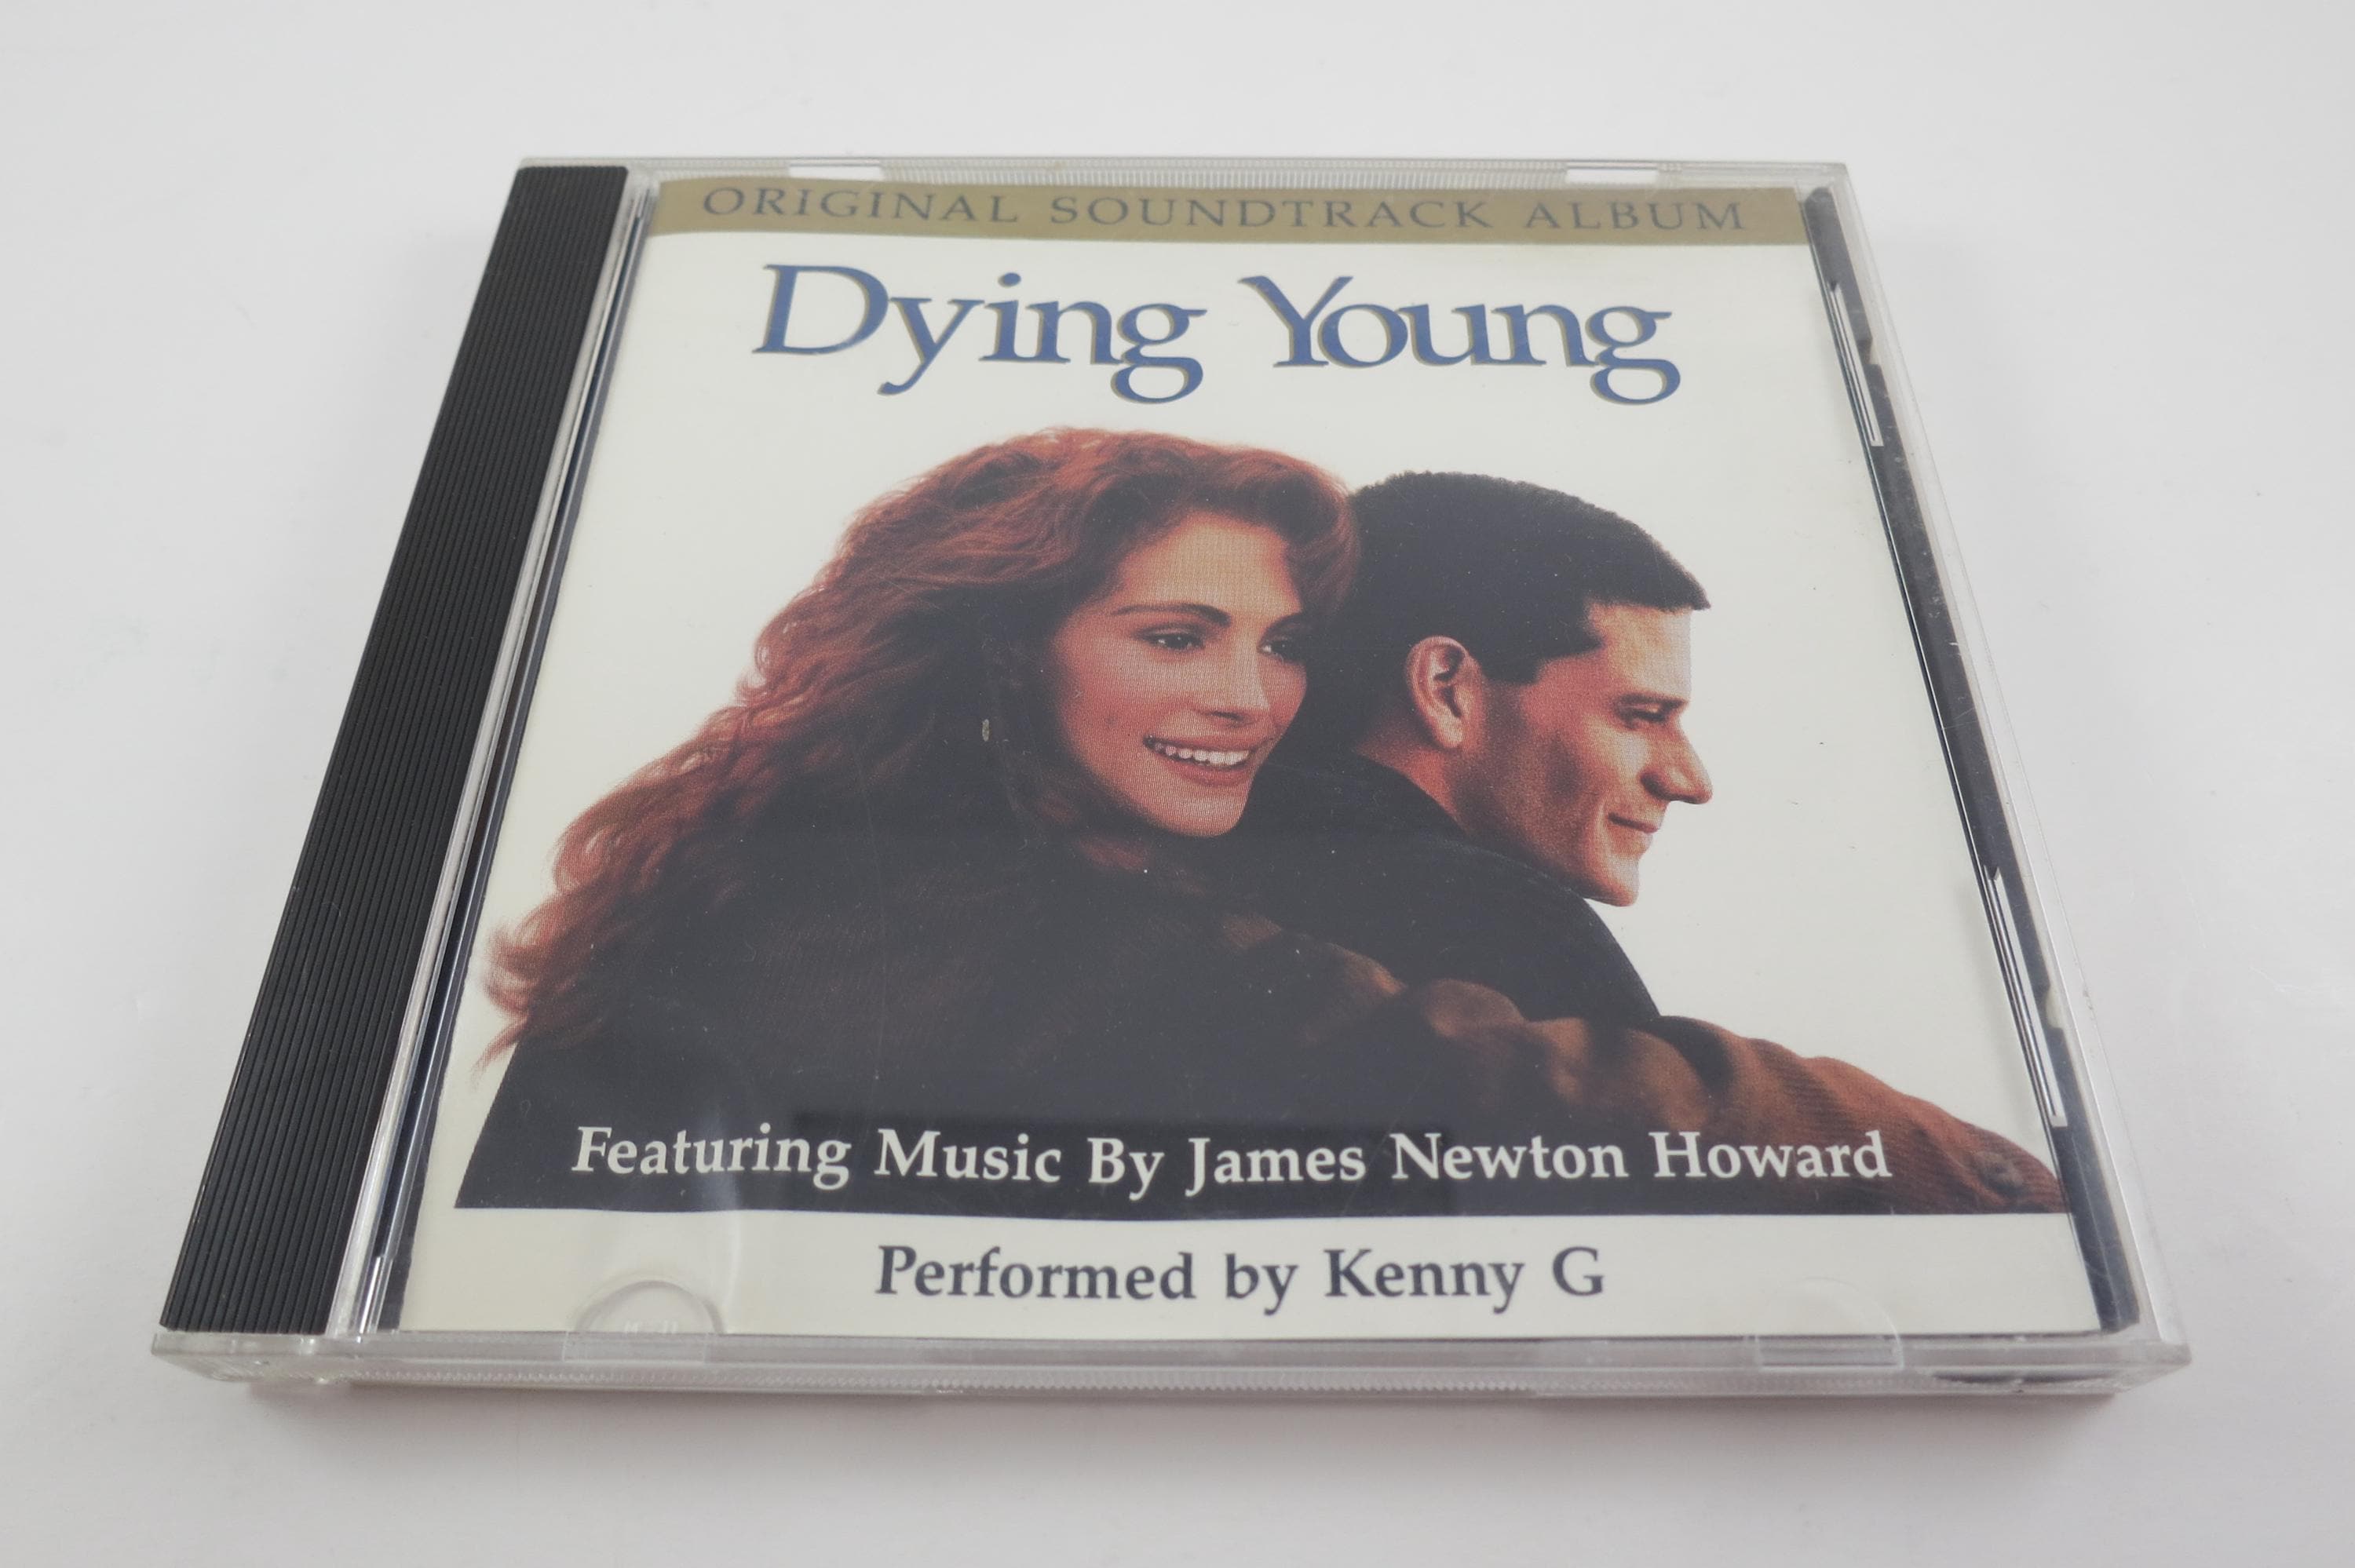 ORIGINAL SOUNDTRACK ALBUM
Dying Young
Featuring Music By James Newton Howard
Performed by Kenny G